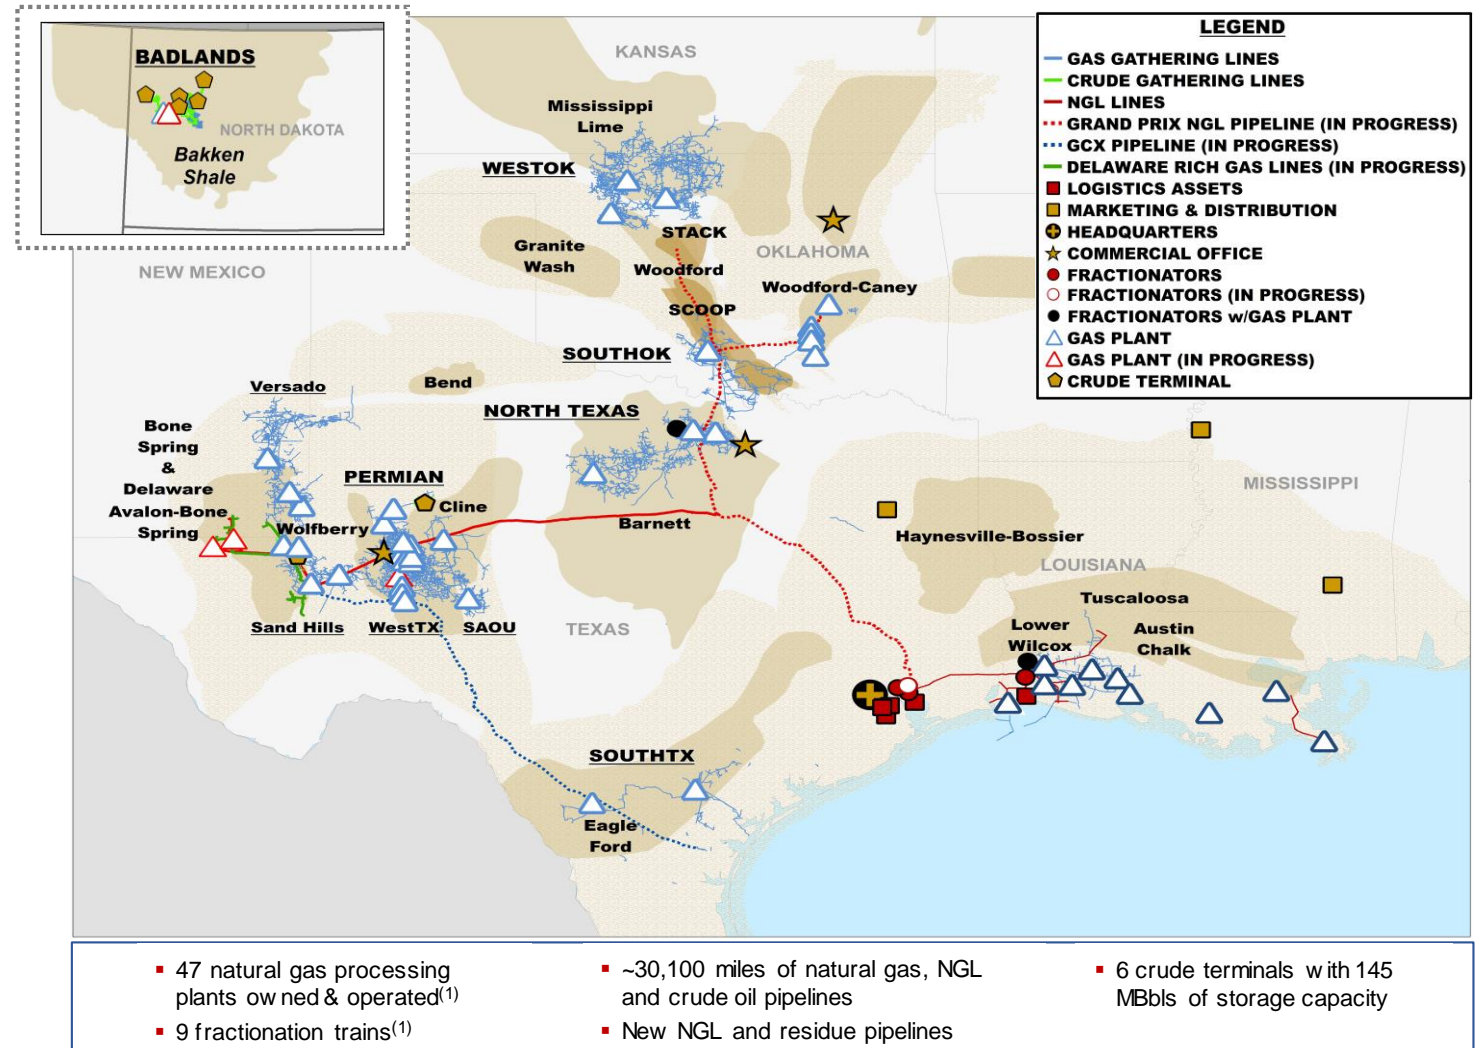 BADLANDS
NORTH DAKOTA
Bakken
Shale
LEGEND
GAS GATHERING LINES
CRUDE GATHERING LINES
NGL LINES
GRAND PRIX NGL PIPELINE (IN PROGRESS)
GCX PIPELINE (IN PROGRESS)
DELAWARE RICH GAS LINES (IN PROGRESS)
LOGISTICS ASSETS
MARKETING & DISTRIBUTION
HEADQUARTERS
COMMERCIAL OFFICE
FRACTIONATORS
FRACTIONATORS (IN PROGRESS)
FRACTIONATORS w/GAS PLANT
GAS PLANT
GAS PLANT (IN PROGRESS)
CRUDE TERMINAL
KANSAS
Mississippi
Lime
WESTOK
STACK
Granite
Wash
Woodford
OKLAHOMA
NEW MEXICO
Woodford-Caney
SCOOP
SOUTHOK
Bend
Versado
NORTH TEXAS
Bone
Spring
&
Delaware
Avalon-Bone
Spring
PERMIAN
Cline
Wolfberry
Barnett
MISSISSIPPI
Haynesville-Bossier
LOUISIANA
Tuscaloosa
Sand Hills
WestTX
SAOU
TEXAS
Lower
Wilcox
Austin
Chalk
SOUTHTX
Eagle
Ford
▪ 47 natural gas processing
plants owned & operated(1)
▪ 9 fractionation trains(1)
▪ ~30,100 miles of natural gas, NGL
and crude oil pipelines
▪ New NGL and residue pipelines
▪ 6 crude terminals with 145
MBbls of storage capacity